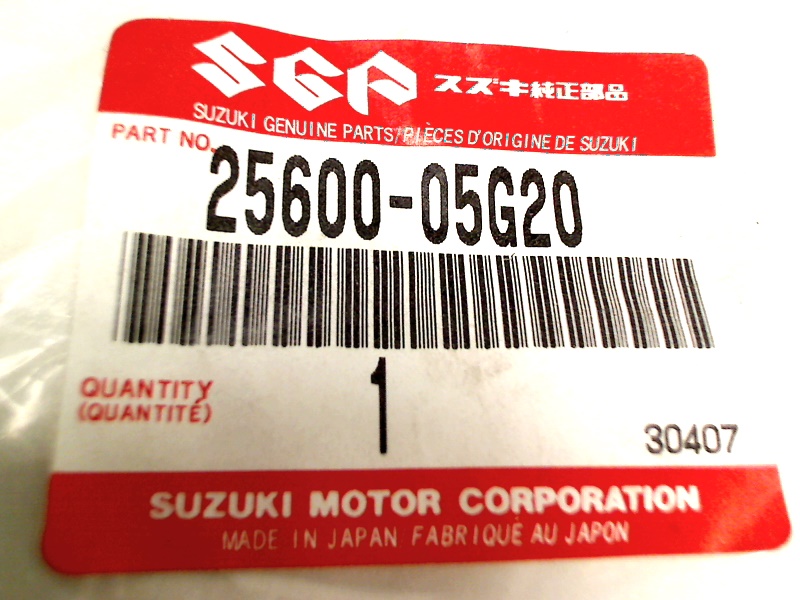 SGP スズキ純正部品
SUZUKI GENUINE PARTS/PIÈCES D'ORIGINE DE SUZUKI
PART NO.
25600-05G20
QUANTITY
(QUANTITÉ)
1
30407
SUZUKI MOTOR CORPORATION
MADE IN JAPAN FABRIQUÉ AU JAPON